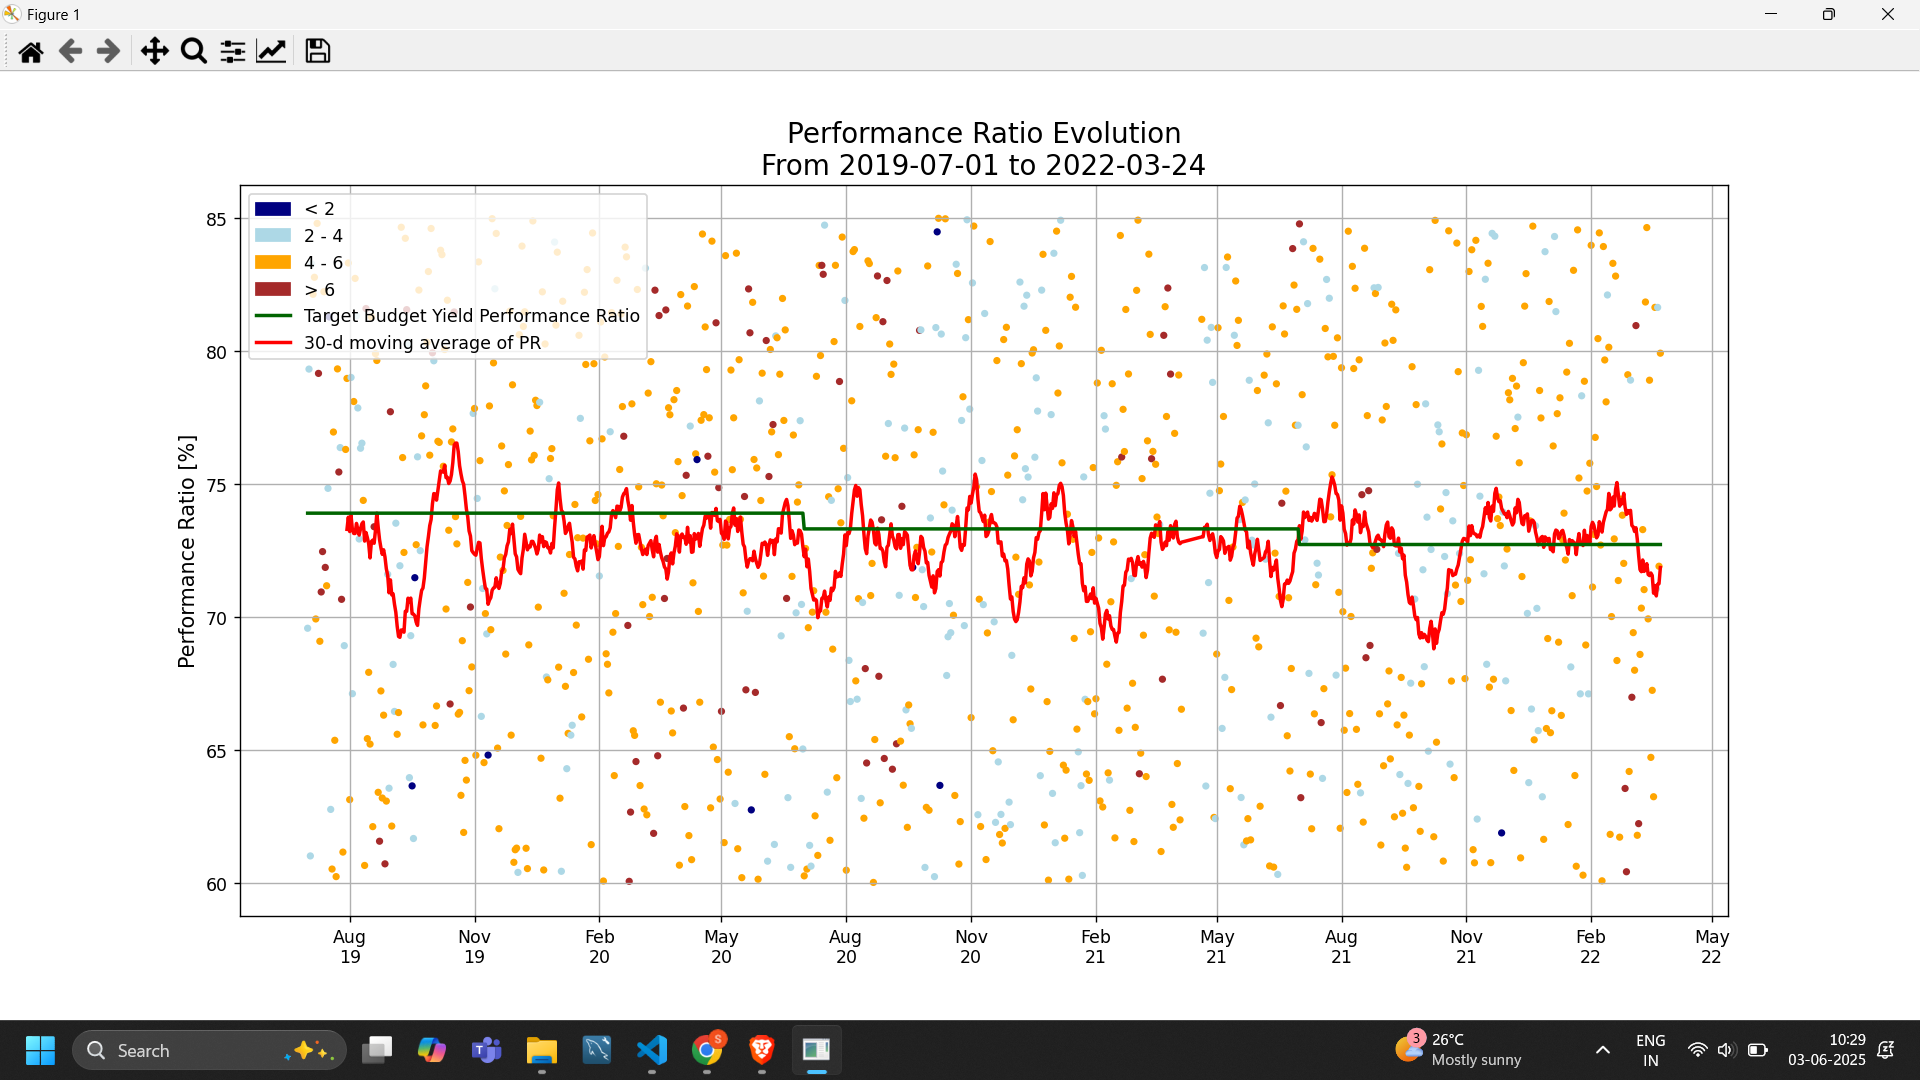 Figure 1
Performance Ratio Evolution
From 2019-07-01 to 2022-03-24
< 2
2 - 4
4 - 6
> 6
Target Budget Yield Performance Ratio
30-d moving average of PR
Performance Ratio [%]
85
80
75
70
65
60
Aug
19
Nov
19
Feb
20
May
20
Aug
20
Nov
20
Feb
21
May
21
Aug
21
Nov
21
Feb
22
May
22
Search
S
3
26°C
Mostly sunny
ENG
IN
10:29
03-06-2025